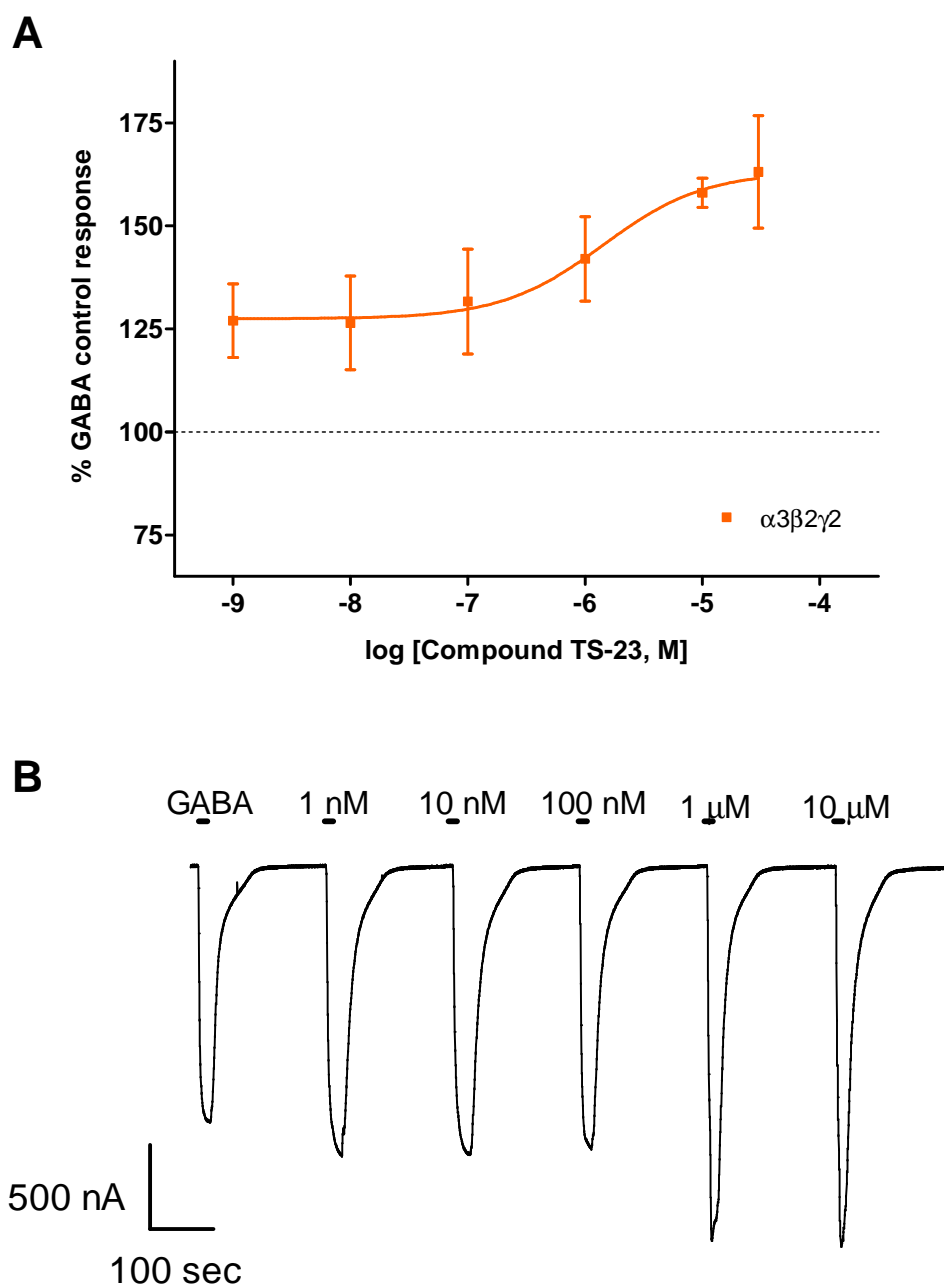 A
% GABA control response
175
150
125
100
75
α3β2γ2
-9 -8 -7 -6 -5 -4
log [Compound TS-23, M]
B
GABA 1 nM 10 nM 100 nM 1 μM 10 μM
500 nA
100 sec